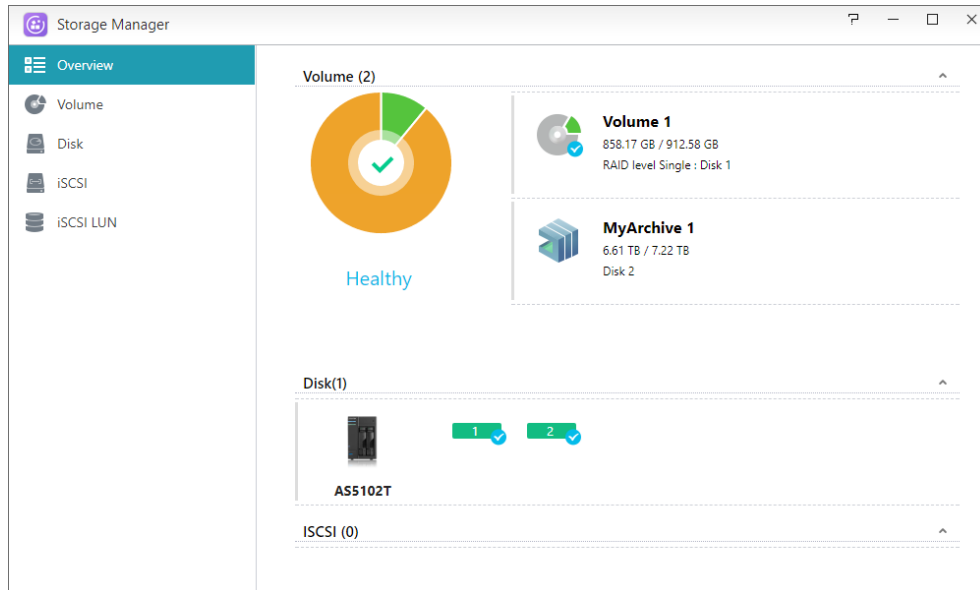 Storage Manager
Overview
Volume
Disk
iSCSI
iSCSI LUN
Volume (2)
Healthy
Volume 1
858.17 GB / 912.58 GB
RAID level Single : Disk 1
MyArchive 1
6.61 TB / 7.22 TB
Disk 2
Disk(1)
1
2
AS5102T
ISCSI (0)